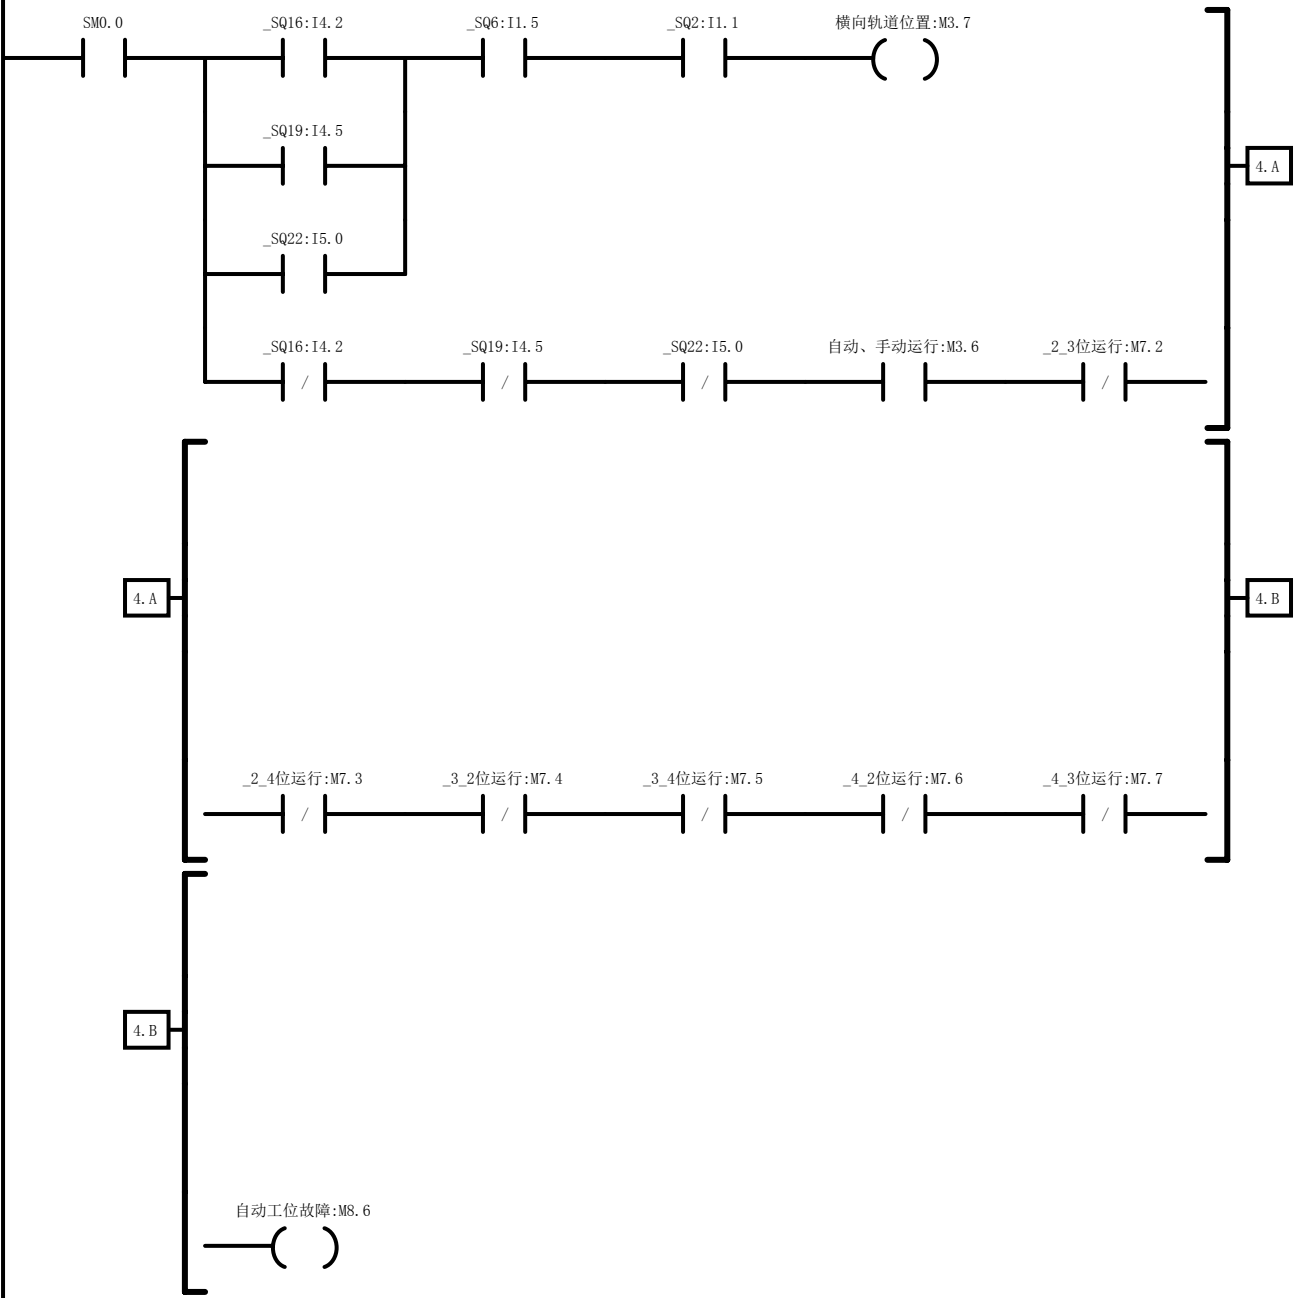 SM0.0 _SQ16:I4.2 _SQ6:I1.5 _SQ2:I1.1 横向轨道位置:M3.7
_SQ19:I4.5
4.A
_SQ22:I5.0
_SQ16:I4.2 _SQ19:I4.5 _SQ22:I5.0 自动、手动运行:M3.6 _2_3位运行:M7.2
/ / / /
4.A 4.B
_2_4位运行:M7.3 _3_2位运行:M7.4 _3_4位运行:M7.5 _4_2位运行:M7.6 _4_3位运行:M7.7
/ / / / /
4.B
自动工位故障:M8.6